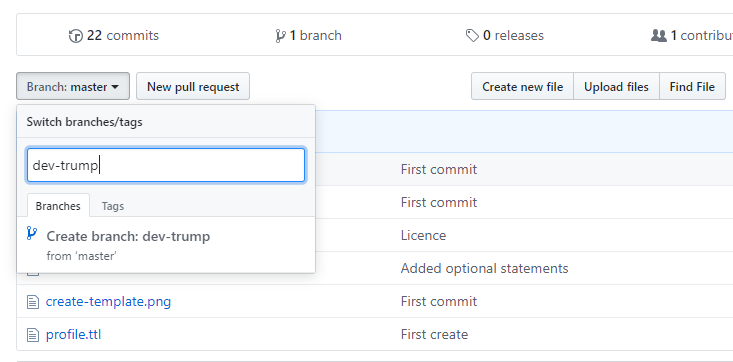 22 commits 1 branch 0 releases 1 contribu
Branch: master New pull request Create new file Upload files Find File
Switch branches/tags
dev-trump
First commit
Branches Tags
First commit
Create branch: dev-trump
Licence
from 'master'
Added optional statements
create-template.png First commit
profile.ttl First create